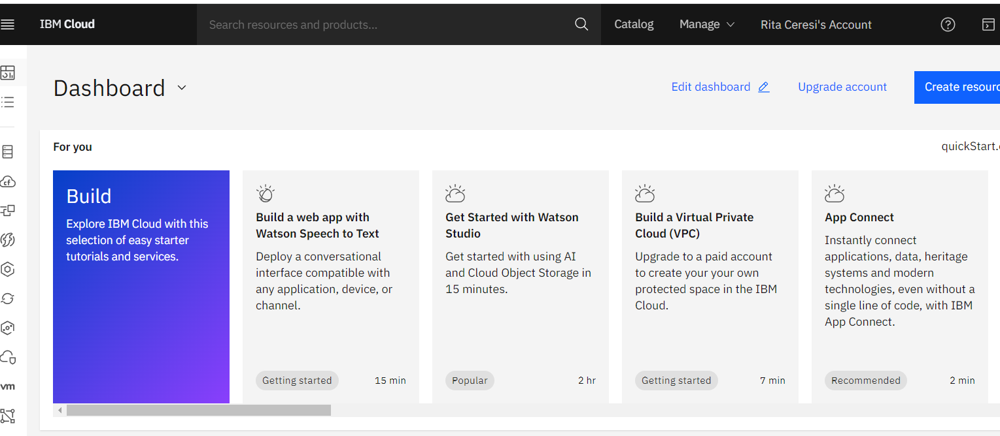 IBM Cloud
Search resources and products...
Catalog
Manage
Rita Ceresi's Account
Dashboard
Edit dashboard
Upgrade account
Create resourc
For you
quickStart.
Build
Explore IBM Cloud with this
selection of easy starter
tutorials and services.
Build a web app with
Watson Speech to Text
Deploy a conversational
interface compatible with
any application, device, or
channel.
Getting started
15 min
Get Started with Watson
Studio
Get started with using AI
and Cloud Object Storage in
15 minutes.
Popular
2 hr
Build a Virtual Private
Cloud (VPC)
Upgrade to a paid account
to create your your own
protected space in the IBM
Cloud.
Getting started
7 min
App Connect
Instantly connect
applications, data, heritage
systems and modern
technologies, even without a
single line of code, with IBM
App Connect.
Recommended
2 min
cf
vm